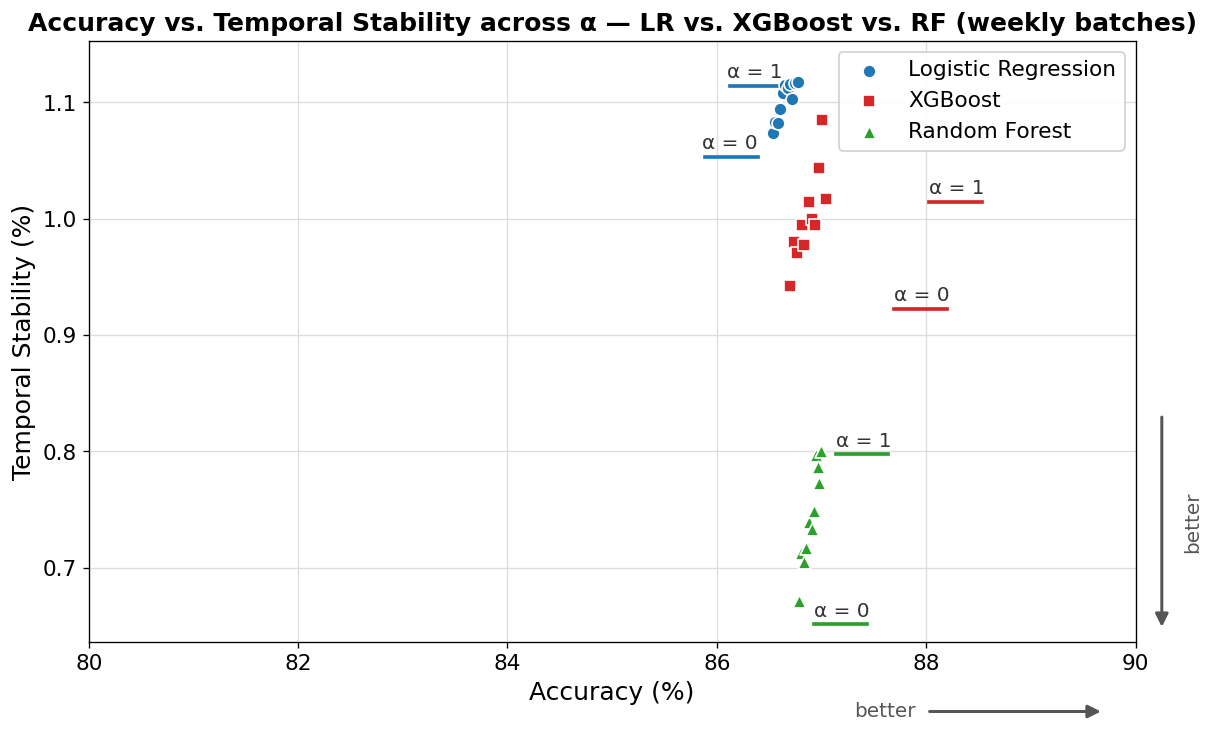 Accuracy vs. Temporal Stability across α — LR vs. XGBoost vs. RF (weekly batches)
Logistic Regression
XGBoost
Random Forest
α = 1
α = 0
α = 1
α = 0
α = 1
α = 0
Temporal Stability (%)
1.1
1.0
0.9
0.8
0.7
80
82
84
86
88
90
Accuracy (%)
better
better